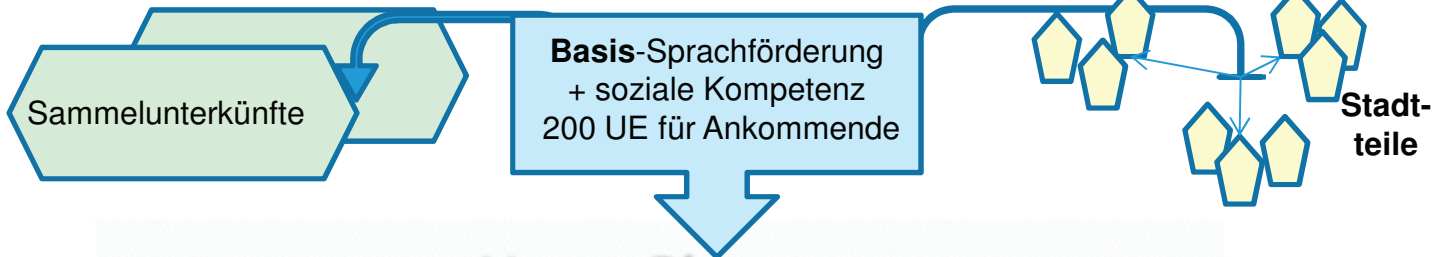 Sammelunterkünfte
Basis-Sprachförderung
+ soziale Kompetenz
200 UE für Ankommende
Stadt-
teile